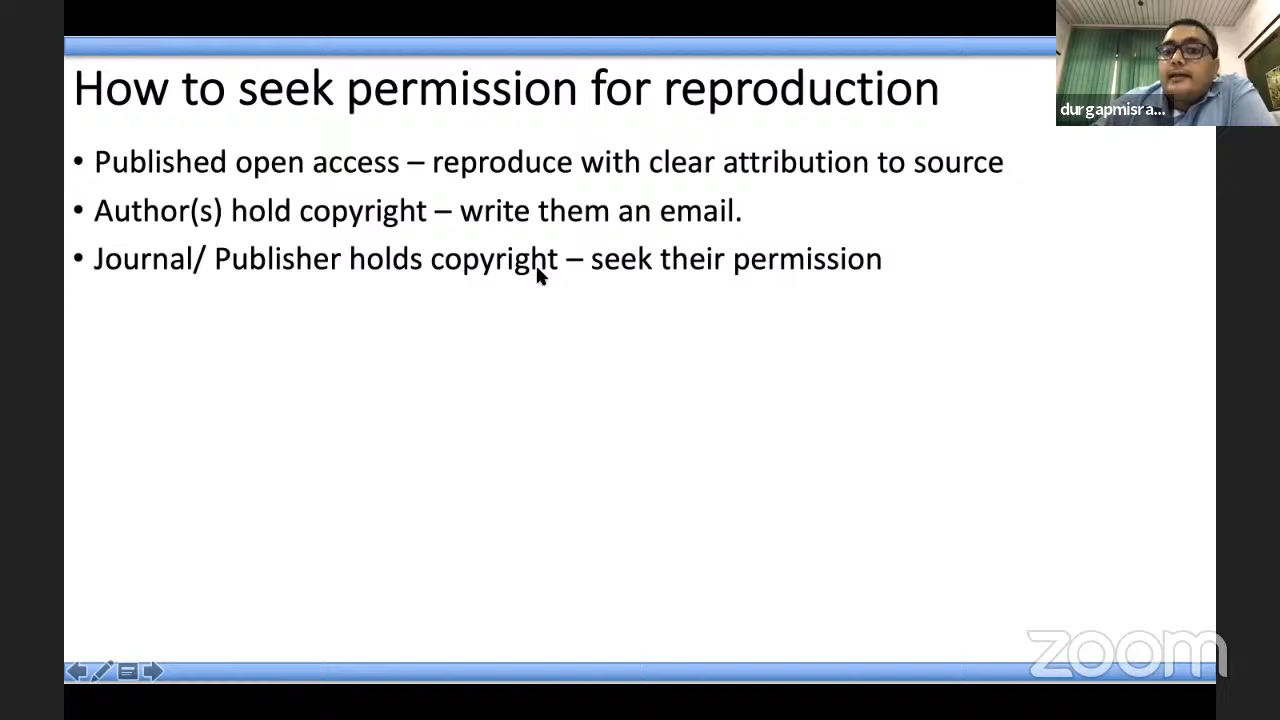 How to seek permission for reproduction
durgapmisra...
• Published open access – reproduce with clear attribution to source
• Author(s) hold copyright – write them an email.
• Journal/ Publisher holds copyright – seek their permission
zoom